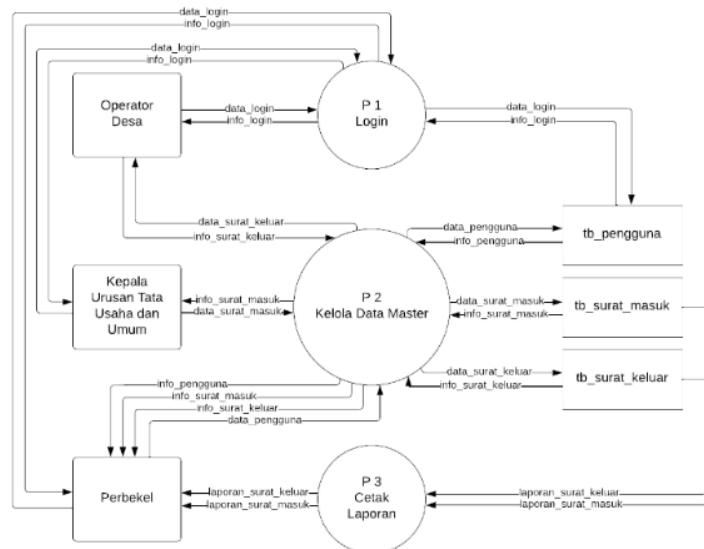 data_login
info_login
data_login
info_login
Operator
Desa
data_login
info_login
P 1
Login
data_login
info_login
data_surat_keluar
info_surat_keluar
data_pengguna
info_pengguna
tb_pengguna
Kepala
Urusan Tata
Usaha dan
Umum
info_surat_masuk
data_surat_masuk
P 2
Kelola Data Master
data_surat_masuk
info_surat_masuk
tb_surat_masuk
data_surat_keluar
info_surat_keluar
tb_surat_keluar
info_pengguna
info_surat_masuk
info_surat_keluar
data_pengguna
Perbekel
laporan_surat_keluar
laporan_surat_masuk
P 3
Cetak
Laporan
laporan_surat_keluar
laporan_surat_masuk